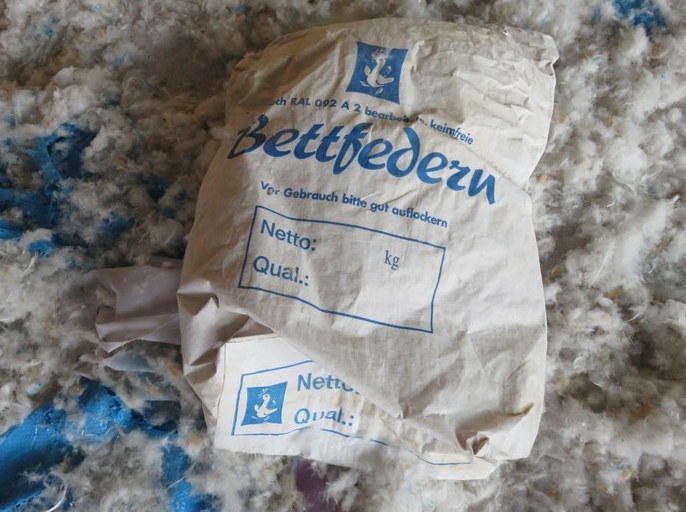 RAL 092 A 2 keimfreie
Bettfedern
Vor Gebrauch bitte gut auflockern
Netto: kg
Qual.:
Netto:
Qual.: